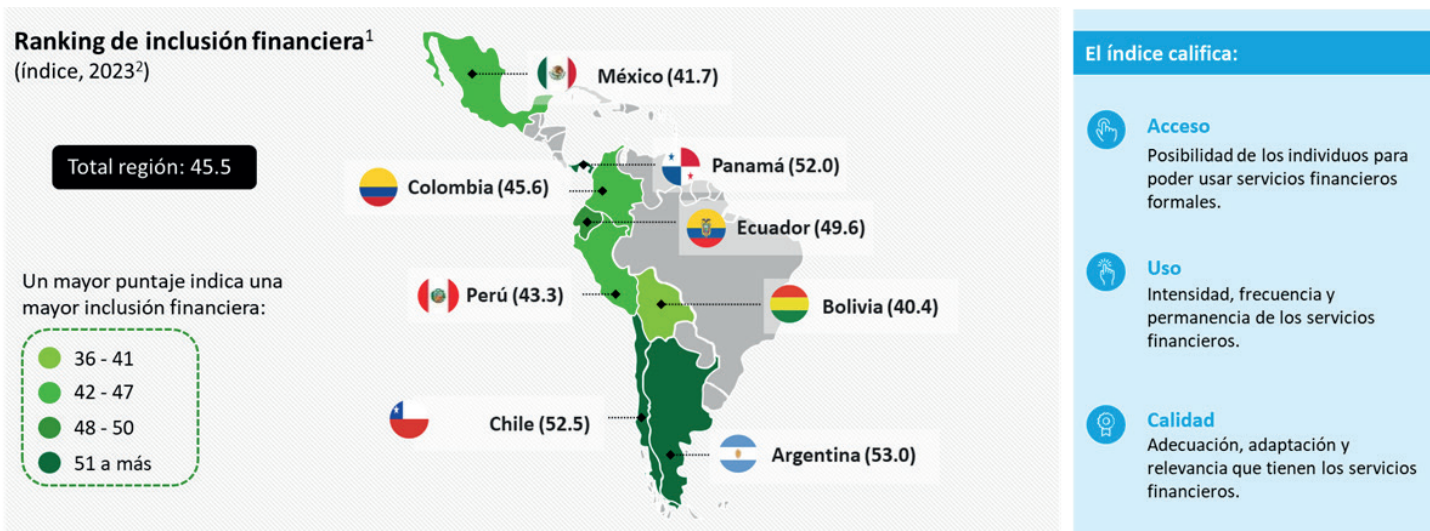 Ranking de inclusión financiera¹
(índice, 2023²)
Total región: 45.5
Un mayor puntaje indica una
mayor inclusión financiera:
36 - 41
42 - 47
48 - 50
51 a más
México (41.7)
Panamá (52.0)
Colombia (45.6)
Ecuador (49.6)
Perú (43.3)
Bolivia (40.4)
Chile (52.5)
Argentina (53.0)
El índice califica:
Acceso
Posibilidad de los individuos para
poder usar servicios financieros
formales.
Uso
Intensidad, frecuencia y
permanencia de los servicios
financieros.
Calidad
Adecuación, adaptación y
relevancia que tienen los servicios
financieros.